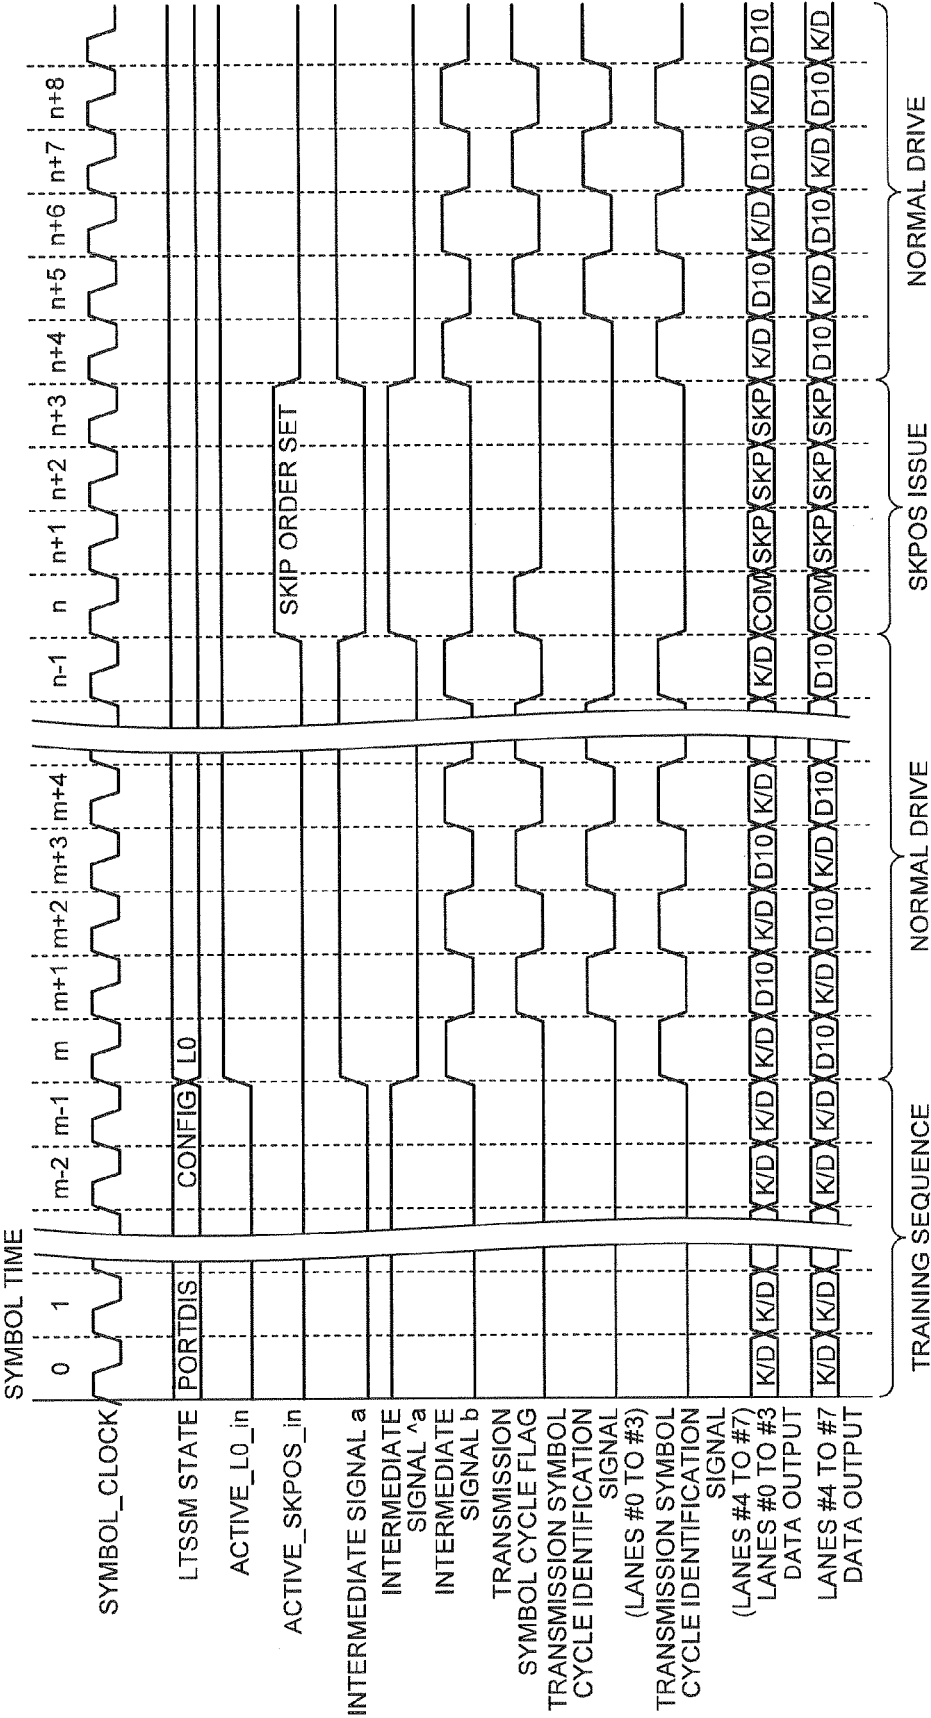 SYMBOL TIME
0 1 m-2 m-1 m m+1 m+2 m+3 m+4 n-1 n n+1 n+2 n+3 n+4 n+5 n+6 n+7 n+8
SYMBOL_CLOCK
LTSSM STATE PORTDIS CONFIG L0
ACTIVE_L0_in
ACTIVE_SKPOS_in SKIP ORDER SET
INTERMEDIATE SIGNAL a
INTERMEDIATE
SIGNAL ^a
INTERMEDIATE
SIGNAL b
TRANSMISSION
SYMBOL CYCLE FLAG
TRANSMISSION SYMBOL
CYCLE IDENTIFICATION
SIGNAL
(LANES #0 TO #3)
TRANSMISSION SYMBOL
CYCLE IDENTIFICATION
SIGNAL
(LANES #4 TO #7)
LANES #0 TO #3
DATA OUTPUT
K/D K/D K/D K/D K/D D10 K/D D10 K/D K/D COM SKP SKP SKP K/D D10 K/D D10 K/D D10
LANES #4 TO #7
DATA OUTPUT
K/D K/D K/D K/D D10 K/D D10 K/D D10 D10 COM SKP SKP SKP D10 K/D D10 K/D D10 K/D
TRAINING SEQUENCE NORMAL DRIVE SKPOS ISSUE NORMAL DRIVE